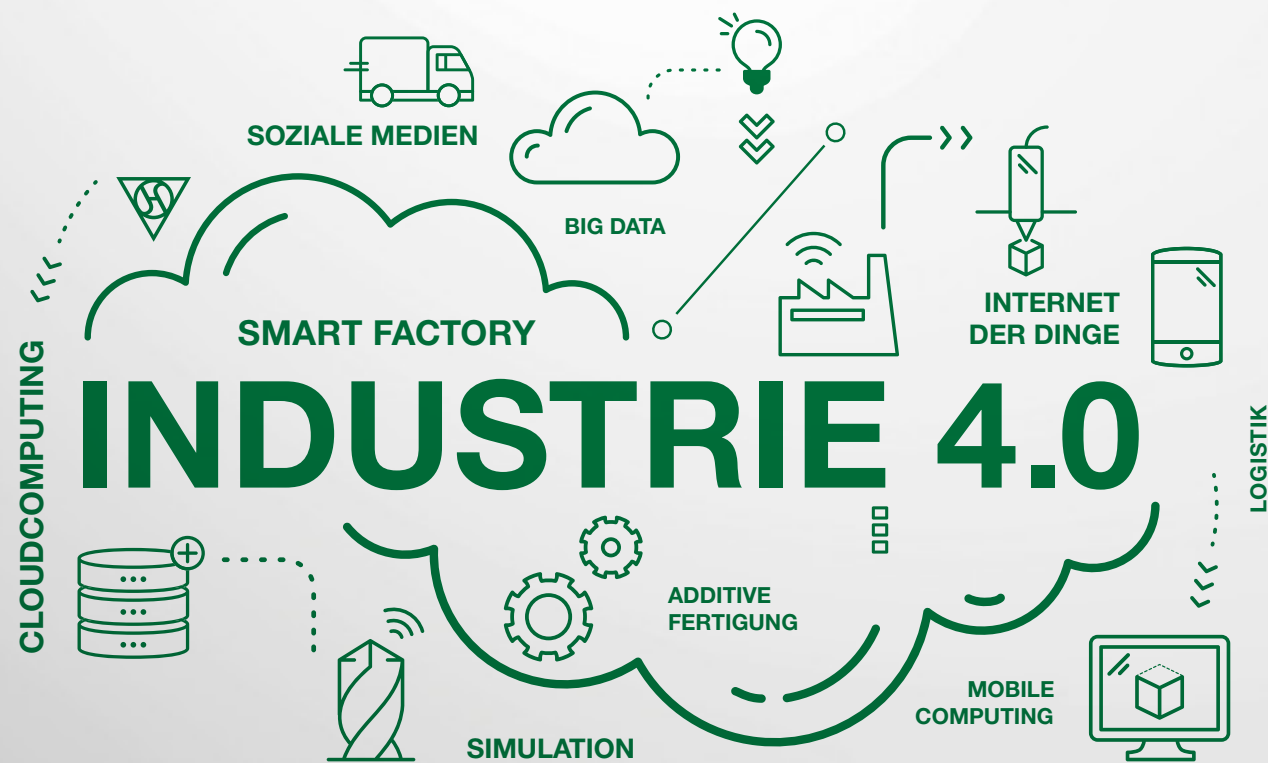 SOZIALE MEDIEN
BIG DATA
SMART FACTORY
INTERNET
DER DINGE
CLOUDCOMPUTING
INDUSTRIE 4.0
LOGISTIK
ADDITIVE
FERTIGUNG
MOBILE
COMPUTING
SIMULATION